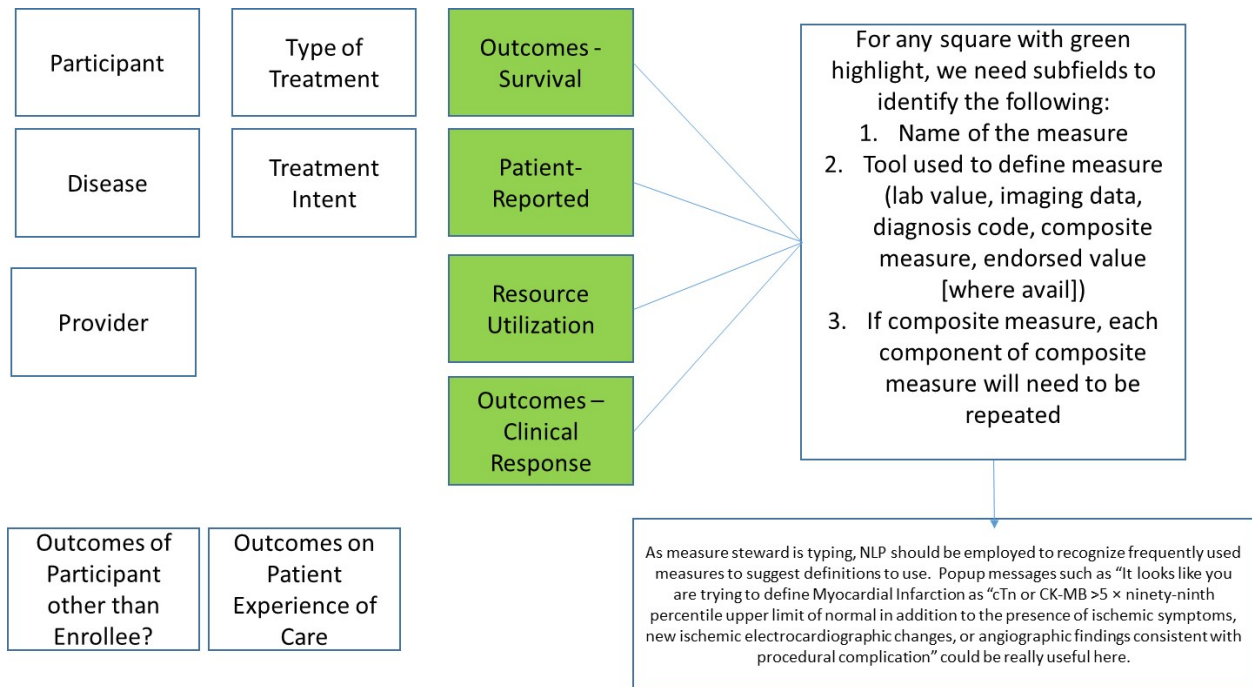 Participant
Type of
Treatment
Outcomes -
Survival
Disease
Treatment
Intent
Patient-
Reported
Provider
Resource
Utilization
Outcomes –
Clinical
Response
For any square with green
highlight, we need subfields to
identify the following:
1. Name of the measure
2. Tool used to define measure
(lab value, imaging data,
diagnosis code, composite
measure, endorsed value
[where avail])
3. If composite measure, each
component of composite
measure will need to be
repeated
Outcomes of
Participant
other than
Enrollee?
Outcomes on
Patient
Experience of
Care
As measure steward is typing, NLP should be employed to recognize frequently used
measures to suggest definitions to use.  Popup messages such as “It looks like you
are trying to define Myocardial Infarction as “cTn or CK-MB >5 × ninety-ninth
percentile upper limit of normal in addition to the presence of ischemic symptoms,
new ischemic electrocardiographic changes, or angiographic findings consistent with
procedural complication” could be really useful here.